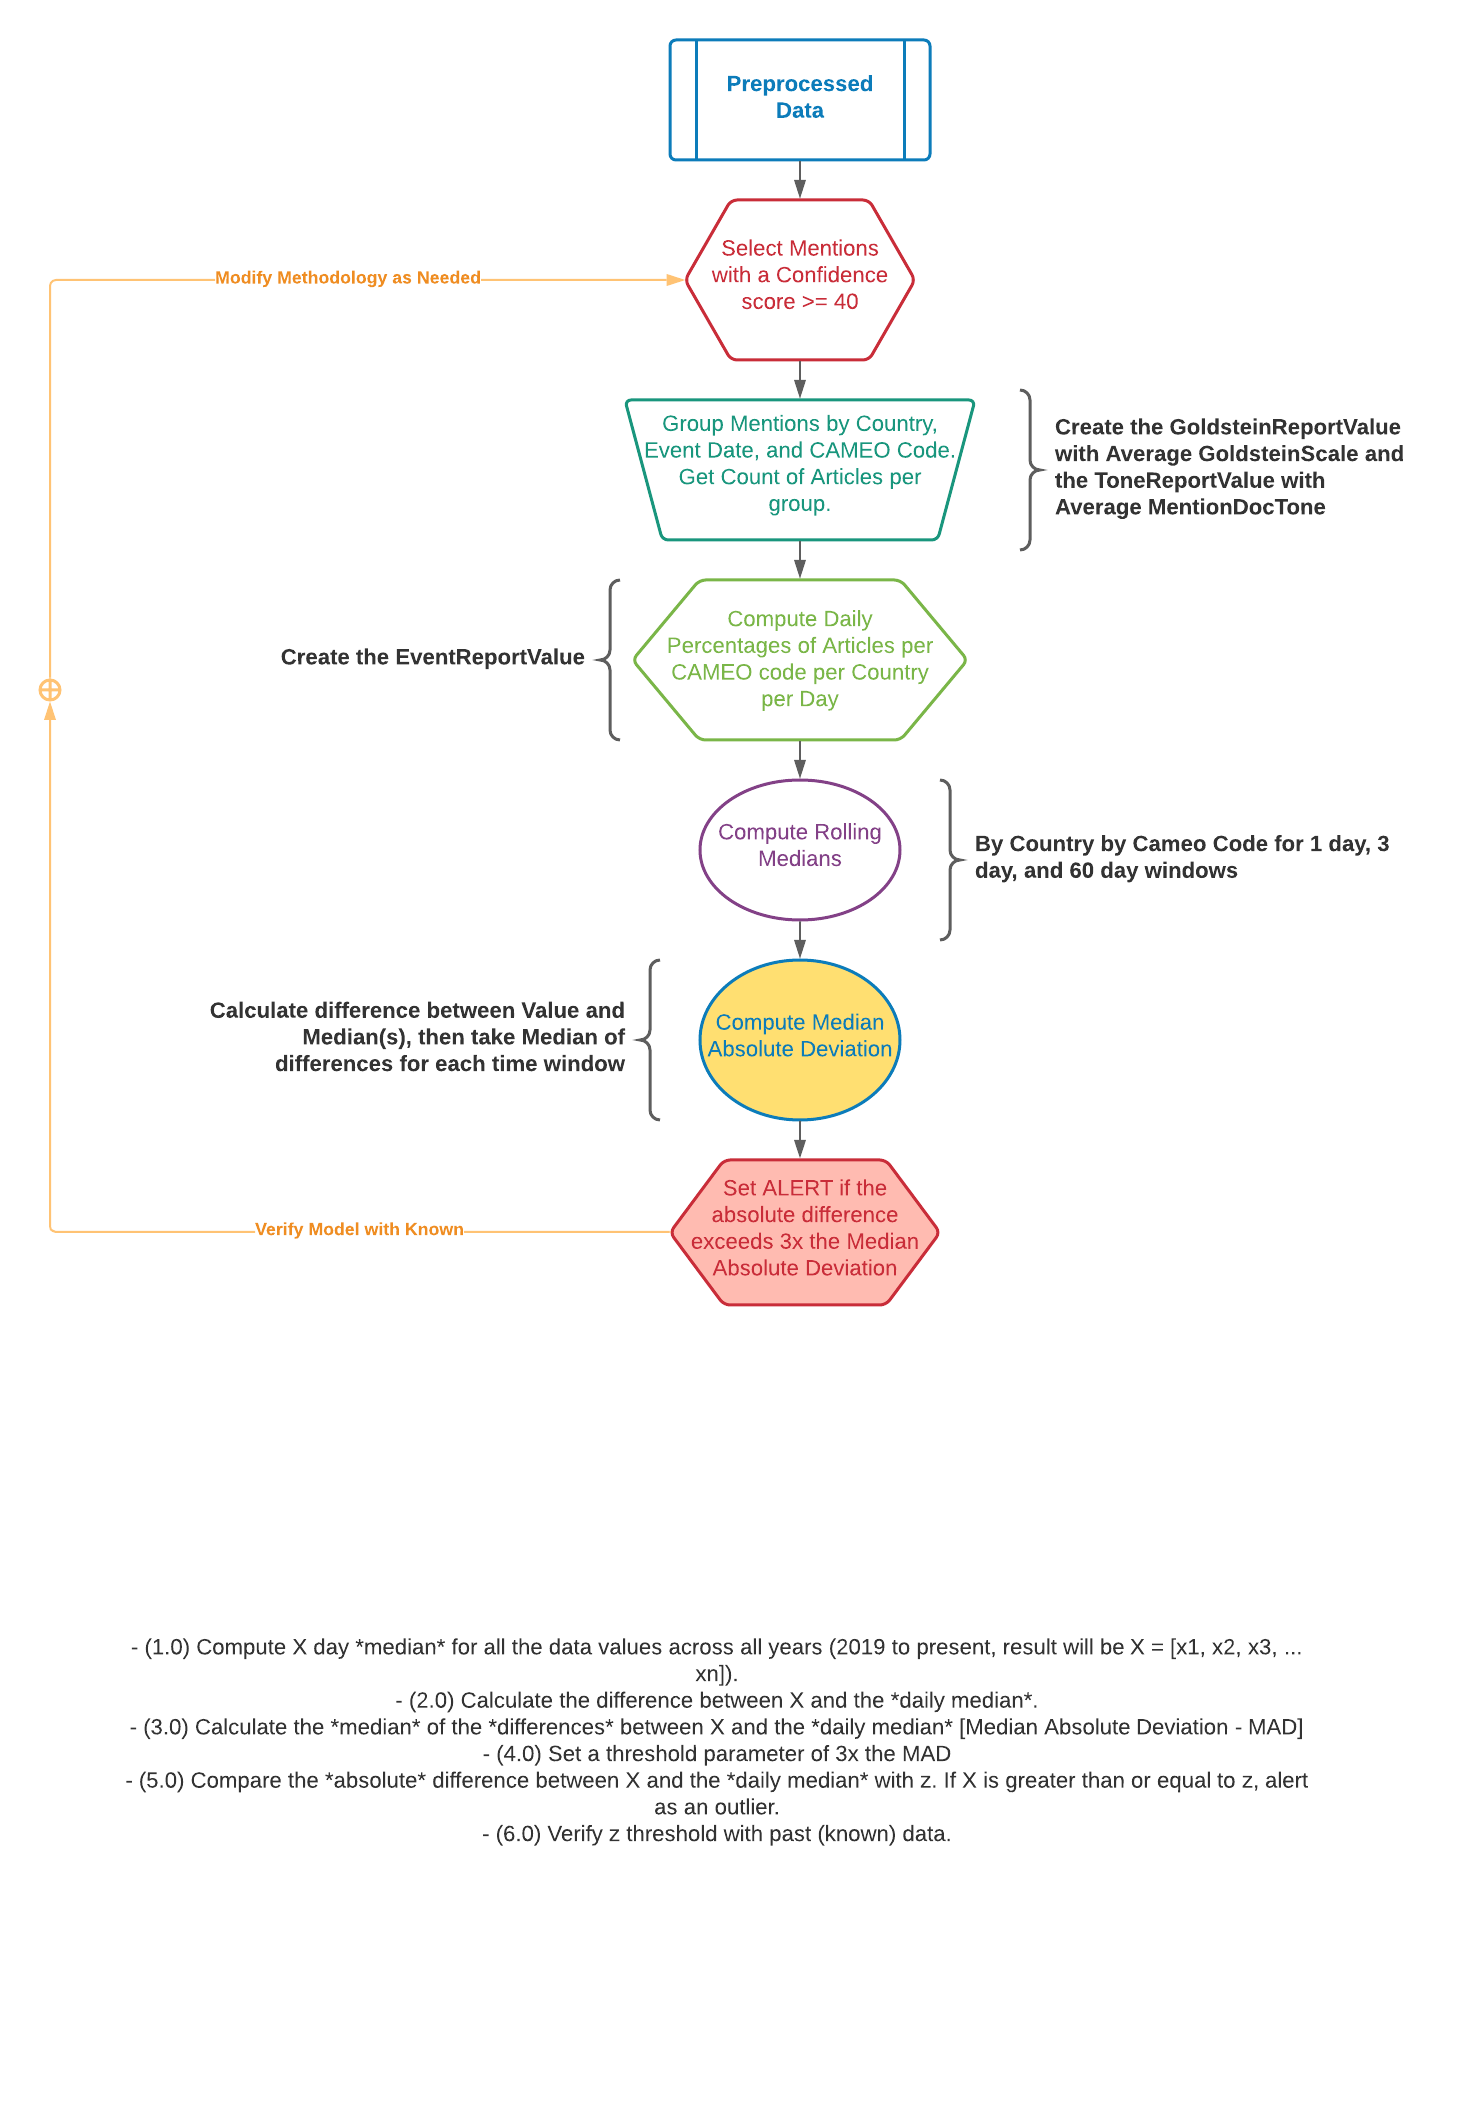 Preprocessed
Data
Modify Methodology as Needed
Select Mentions
with a Confidence
score >= 40
Group Mentions by Country,
Event Date, and CAMEO Code.
Get Count of Articles per
group.
Create the GoldsteinReportValue
with Average GoldsteinScale and
the ToneReportValue with
Average MentionDocTone
Create the EventReportValue
Compute Daily
Percentages of Articles per
CAMEO code per Country
per Day
Compute Rolling
Medians
By Country by Cameo Code for 1 day, 3
day, and 60 day windows
Calculate difference between Value and
Median(s), then take Median of
differences for each time window
Compute Median
Absolute Deviation
Verify Model with Known
Set ALERT if the
absolute difference
exceeds 3x the Median
Absolute Deviation
- (1.0) Compute X day *median* for all the data values across all years (2019 to present, result will be X = [x1, x2, x3, ...
xn]).
- (2.0) Calculate the difference between X and the *daily median*.
- (3.0) Calculate the *median* of the *differences* between X and the *daily median* [Median Absolute Deviation - MAD]
- (4.0) Set a threshold parameter of 3x the MAD
- (5.0) Compare the *absolute* difference between X and the *daily median* with z. If X is greater than or equal to z, alert
as an outlier.
- (6.0) Verify z threshold with past (known) data.